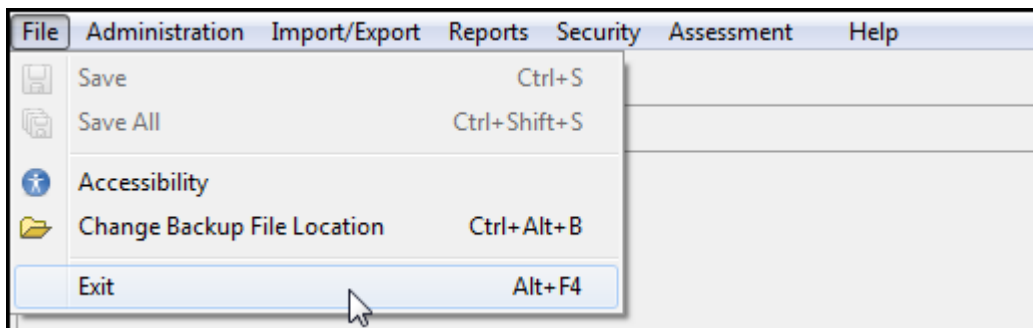 File Administration Import/Export Reports Security Assessment Help
Save Ctrl+S
Save All Ctrl+Shift+S
Accessibility
Change Backup File Location Ctrl+Alt+B
Exit Alt+F4